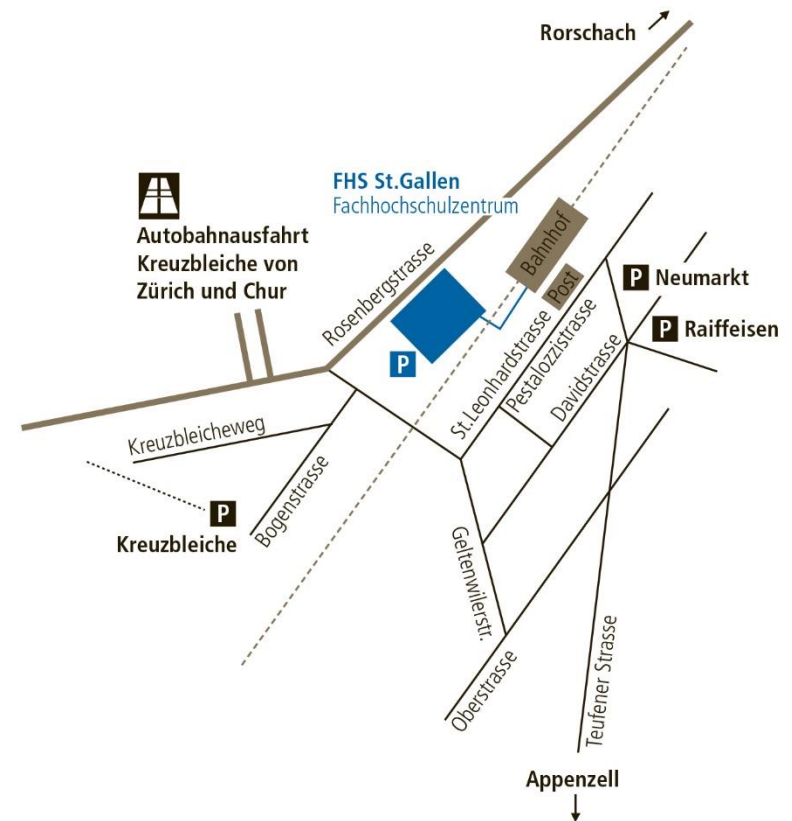 Rorschach
FHS St.Gallen
Fachhochschulzentrum
Autobahnausfahrt
Kreuzbleiche von
Zürich und Chur
Rosenbergstrasse
Bahnhof
Post
P Neumarkt
P Raiffeisen
P
St.Leonhardstrasse
Pestalozzistrasse
Davidstrasse
Kreuzbleicheweg
Bogenstrasse
P
Kreuzbleiche
Geltenwilerstr.
Oberstrasse
Teufener Strasse
Appenzell